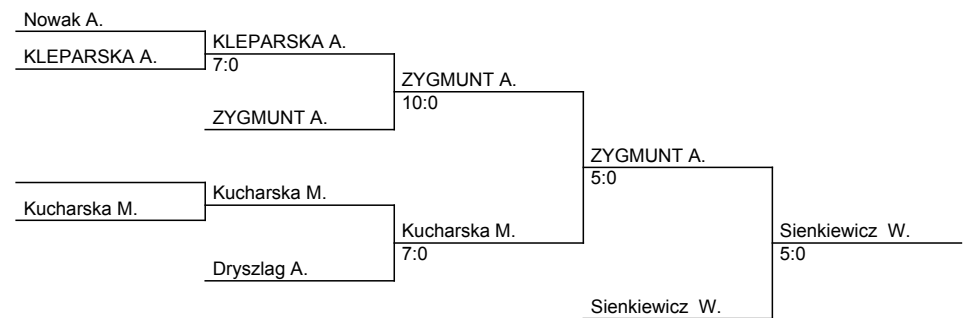 Nowak A.
KLEPARSKA A.
KLEPARSKA A.
7:0
ZYGMUNT A.
10:0
ZYGMUNT A.
ZYGMUNT A.
5:0
Kucharska M.
Kucharska M.
Kucharska M.
7:0
Sienkiewicz W.
5:0
Dryszlag A.
Sienkiewicz W.